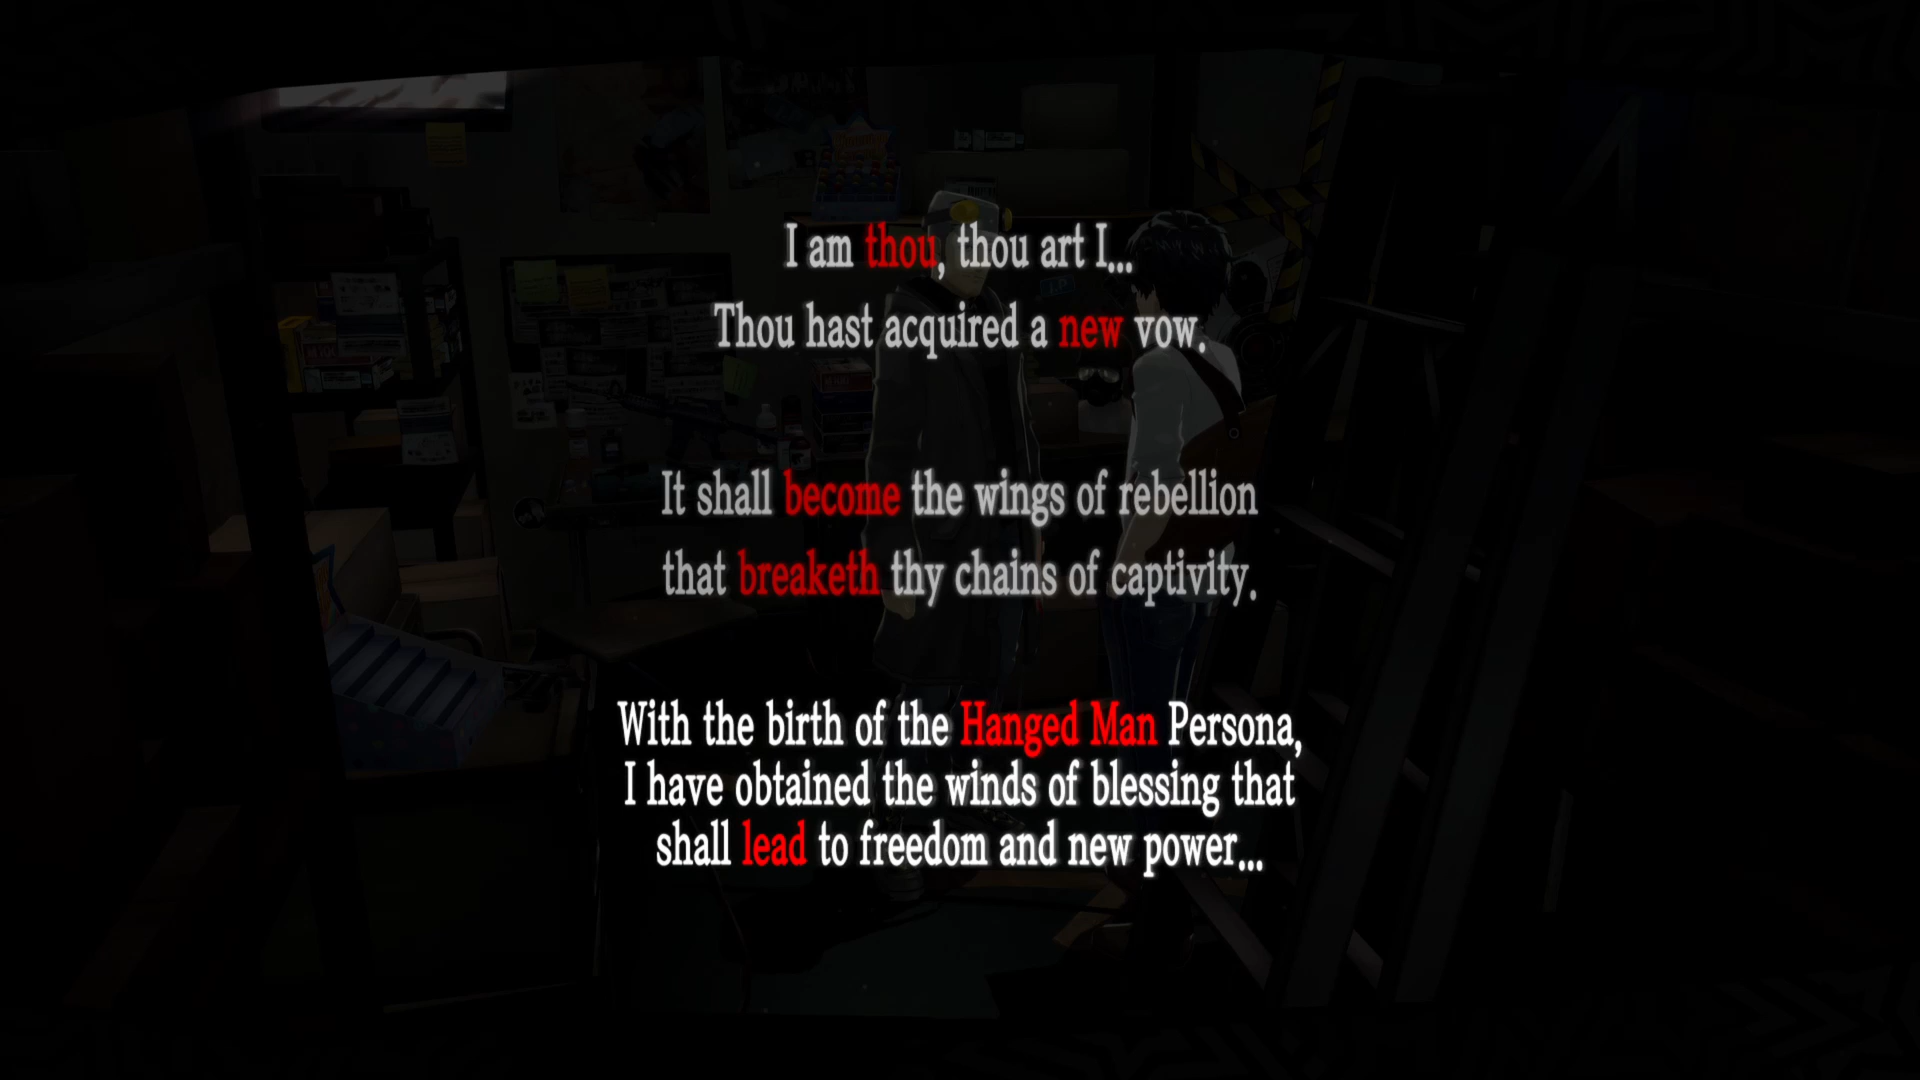 I am thou, thou art I...
Thou hast acquired a new vow.
It shall become the wings of rebellion
that breaketh thy chains of captivity.
With the birth of the Hanged Man Persona,
I have obtained the winds of blessing that
shall lead to freedom and new power...